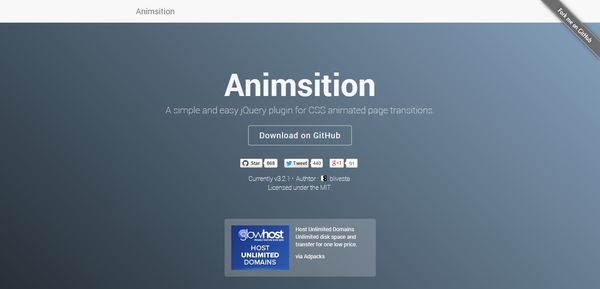 Animsition
Fork me on GitHub
Animsition
A simple and easy jQuery plugin for CSS animated page transitions.
Download on GitHub
Star 868 Tweet 440 +1 91
Currently v3.2.1 • Authtor : blivesta
Licensed under the MIT.
glowhost
HOST
UNLIMITED
DOMAINS
Host Unlimited Domains
Unlimited disk space and
transfer for one low price.
via Adpacks